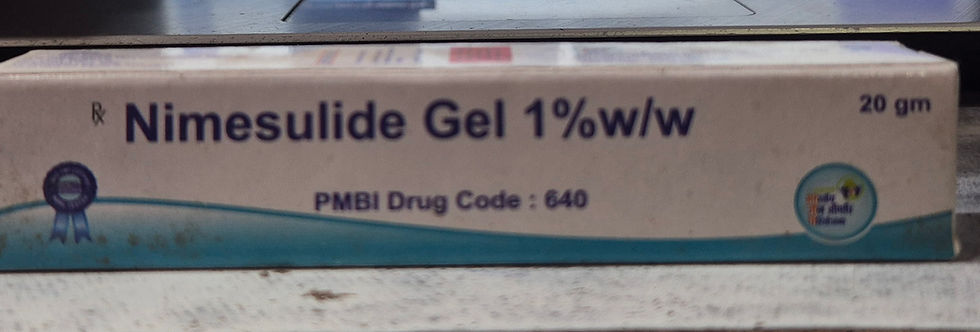 ℞ Nimesulide Gel 1%w/w
20 gm
PMBI Drug Code : 640